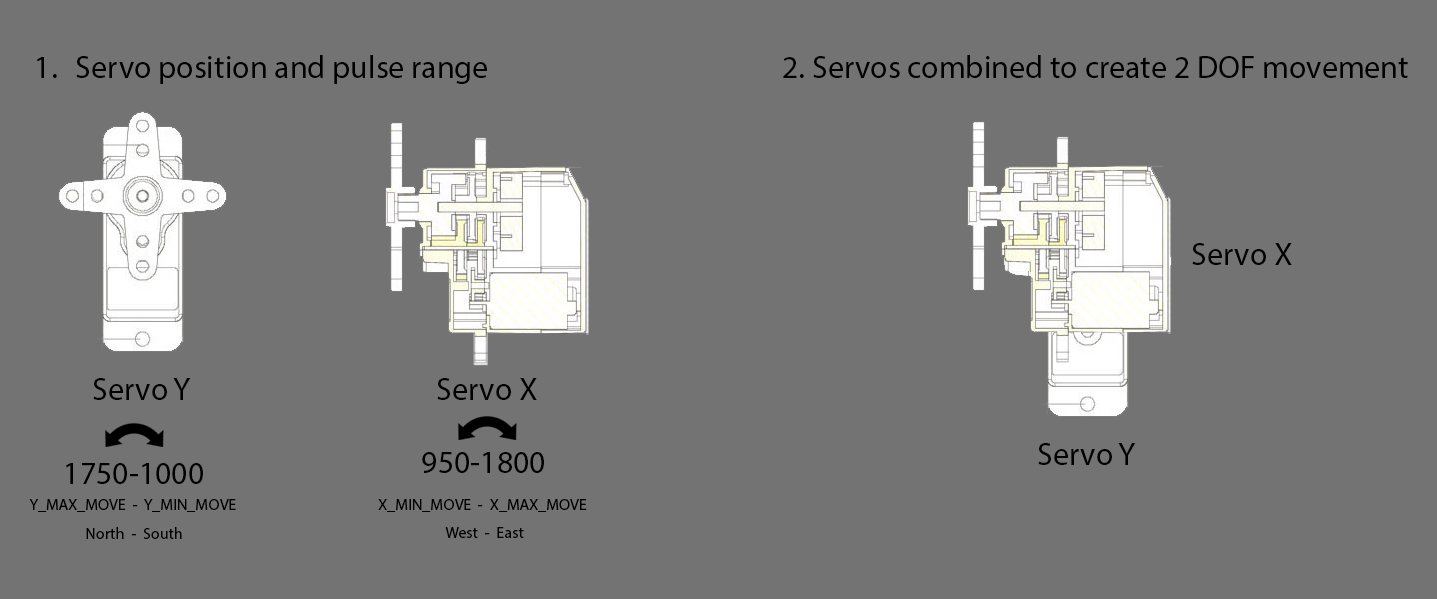 1. Servo position and pulse range
Servo Y
1750-1000
Y_MAX_MOVE - Y_MIN_MOVE
North - South
Servo X
950-1800
X_MIN_MOVE - X_MAX_MOVE
West - East
2. Servos combined to create 2 DOF movement
Servo X
Servo Y